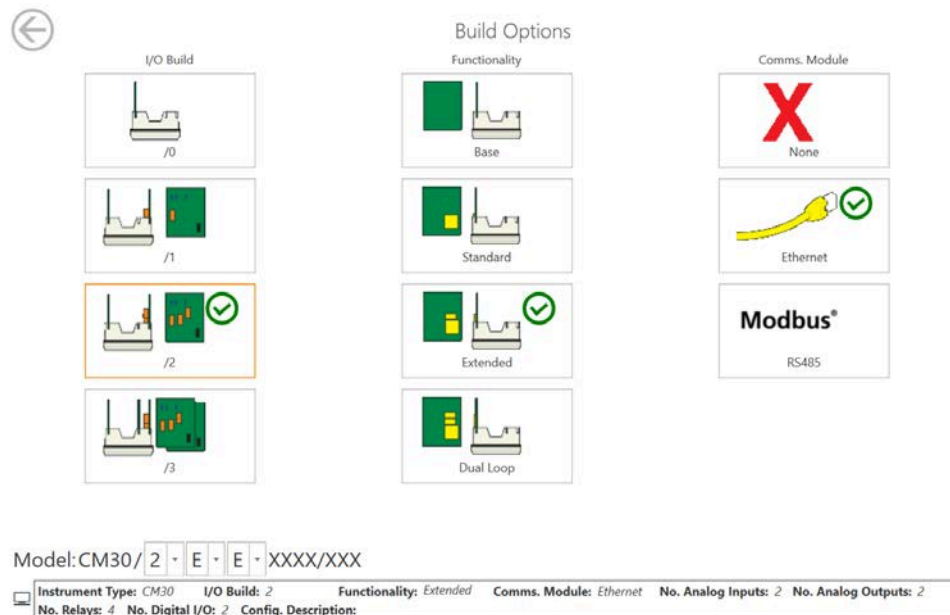 Build Options
I/O Build
Functionality
Comms. Module
/0
Base
None
/1
Standard
Ethernet
/2
Extended
Modbus®
RS485
/3
Dual Loop
Model: CM30/ 2 E E XXXX/XXX
Instrument Type: CM30 I/O Build: 2 Functionality: Extended Comms. Module: Ethernet No. Analog Inputs: 2 No. Analog Outputs: 2
No. Relays: 4 No. Digital I/O: 2 Config. Description: